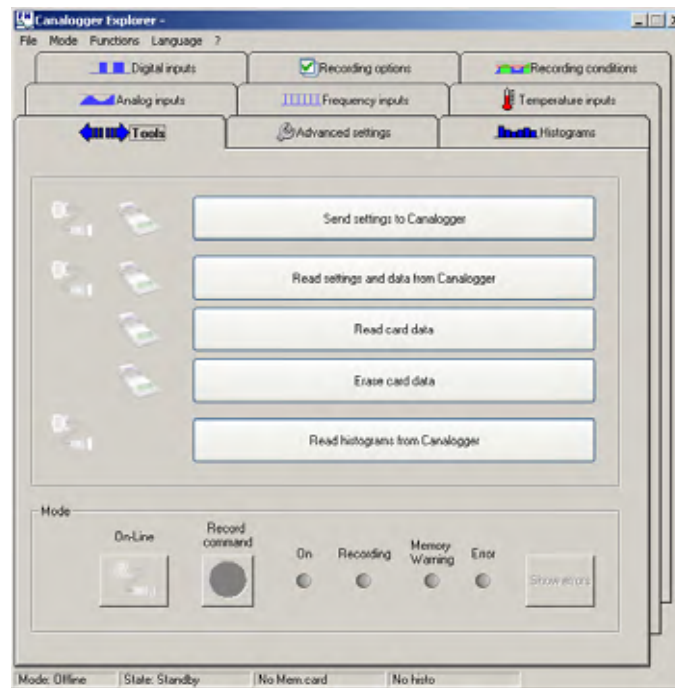 Canalogger Explorer -
File Mode Functions Language ?
Digital inputs Recording options Recording conditions
Analog inputs Frequency inputs Temperature inputs
Tools Advanced settings Histograms
Send settings to Canalogger
Read settings and data from Canalogger
Read card data
Erase card data
Read histograms from Canalogger
Mode
On-Line Record command On Recording Memory Warning Error Show errors
Mode: Offline State: Standby No Mem.card No histo